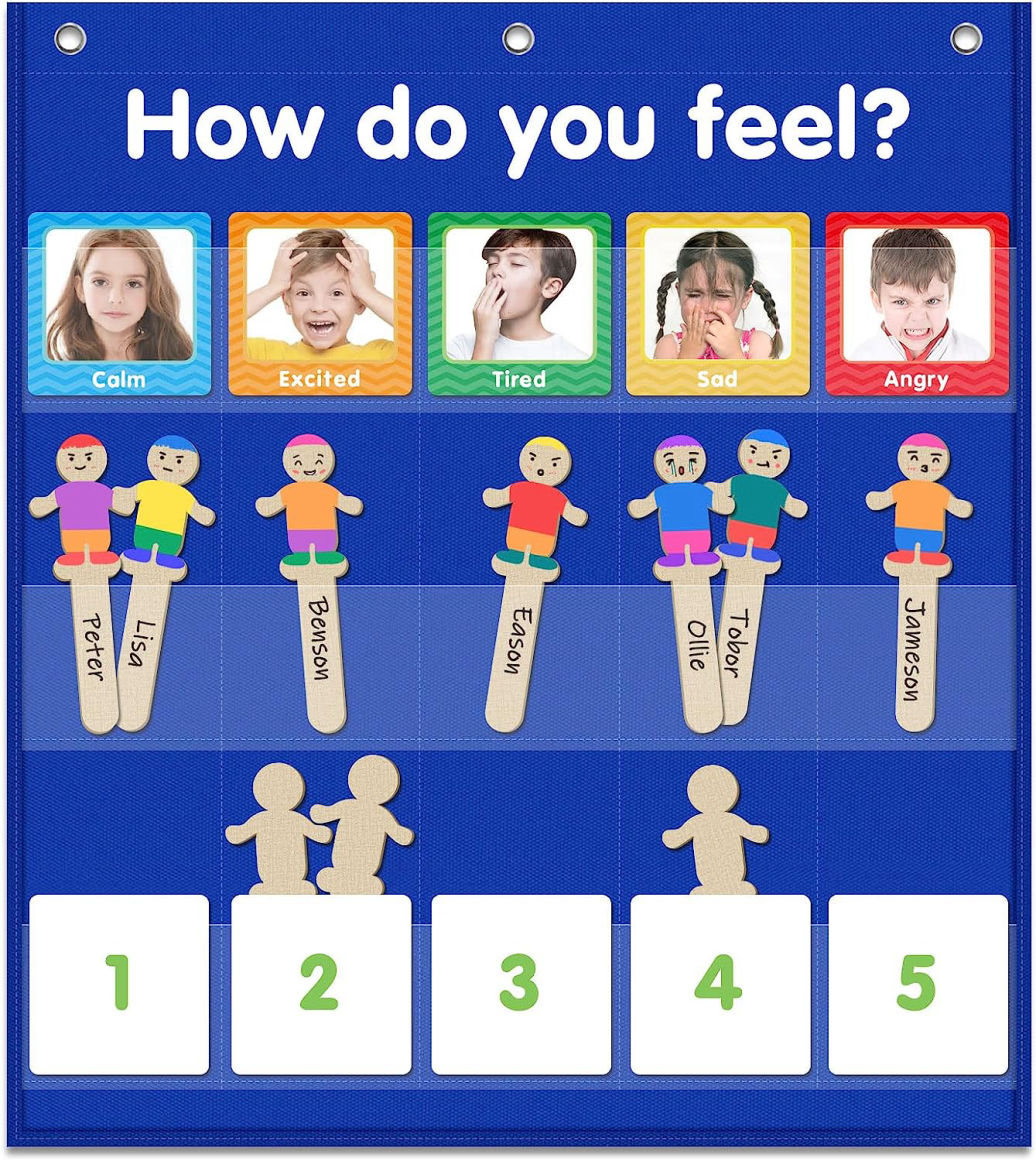 How do you feel?
Calm
Excited
Tired
Sad
Angry
Peter
Lisa
Benson
Eason
Ollie
Tobor
Jameson
1
2
3
4
5